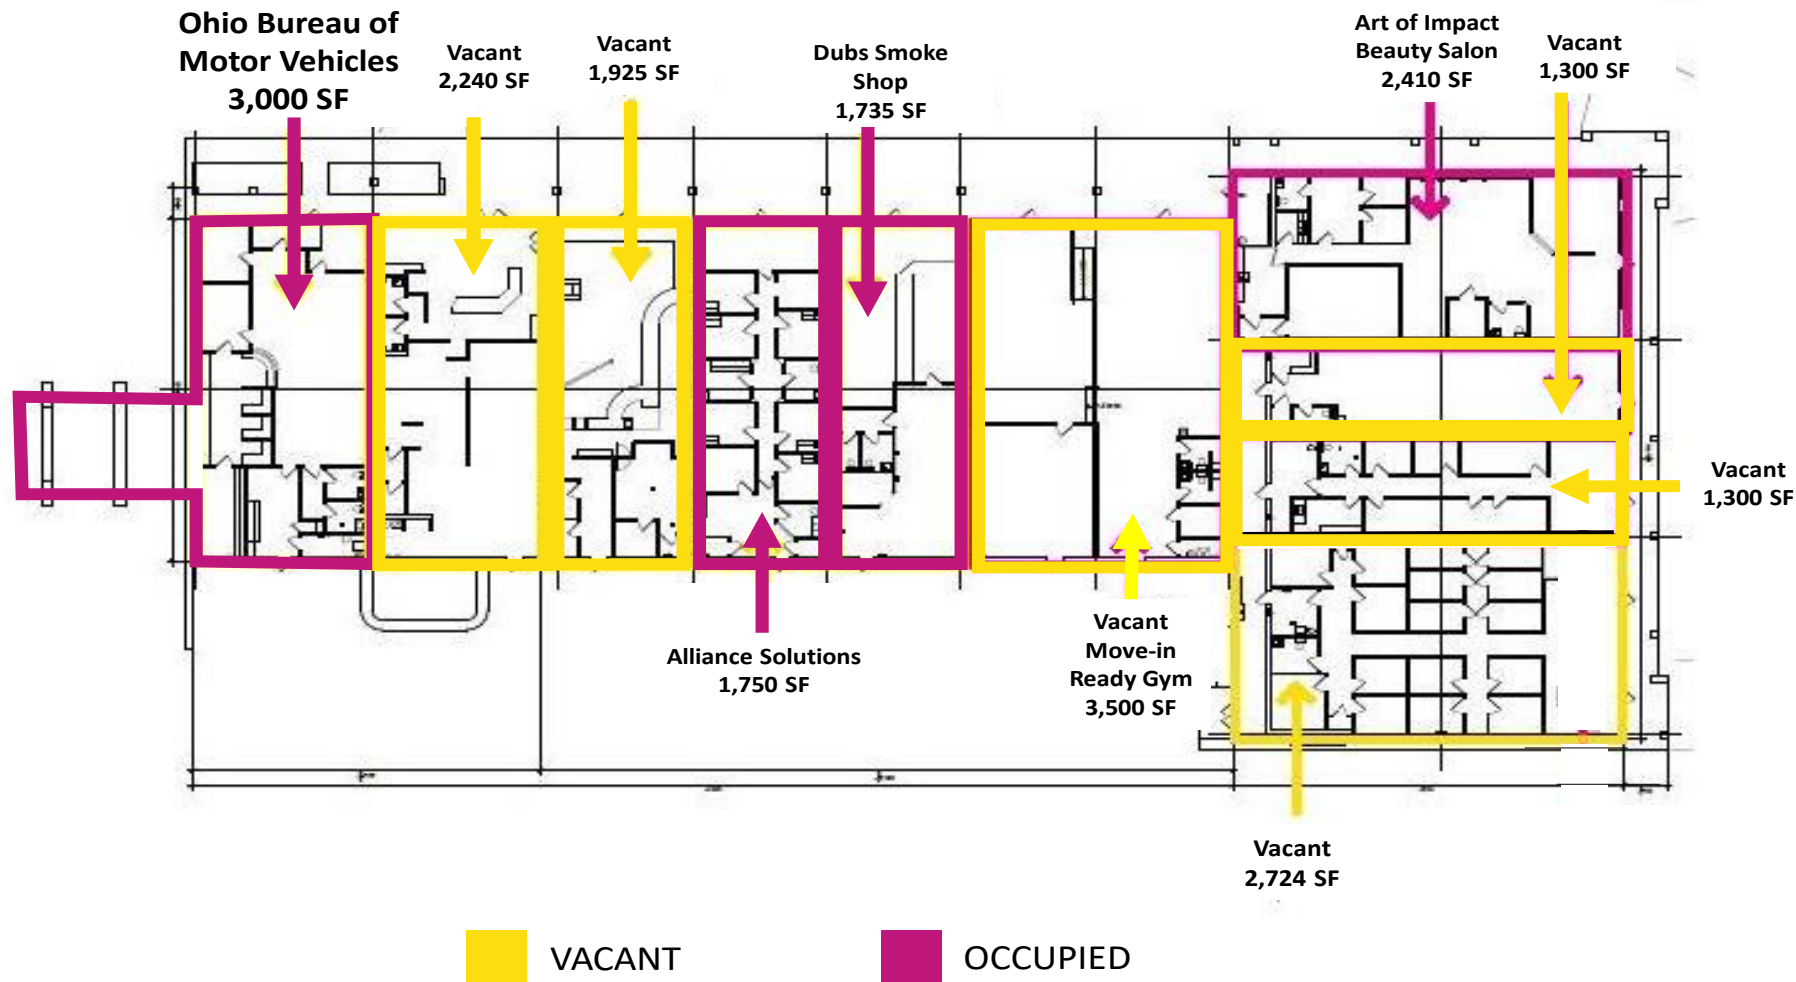 Ohio Bureau of
Motor Vehicles
3,000 SF
Vacant
2,240 SF
Vacant
1,925 SF
Dubs Smoke
Shop
1,735 SF
Art of Impact
Beauty Salon
2,410 SF
Vacant
1,300 SF
Vacant
1,300 SF
Alliance Solutions
1,750 SF
Vacant
Move-in
Ready Gym
3,500 SF
Vacant
2,724 SF
VACANT
OCCUPIED